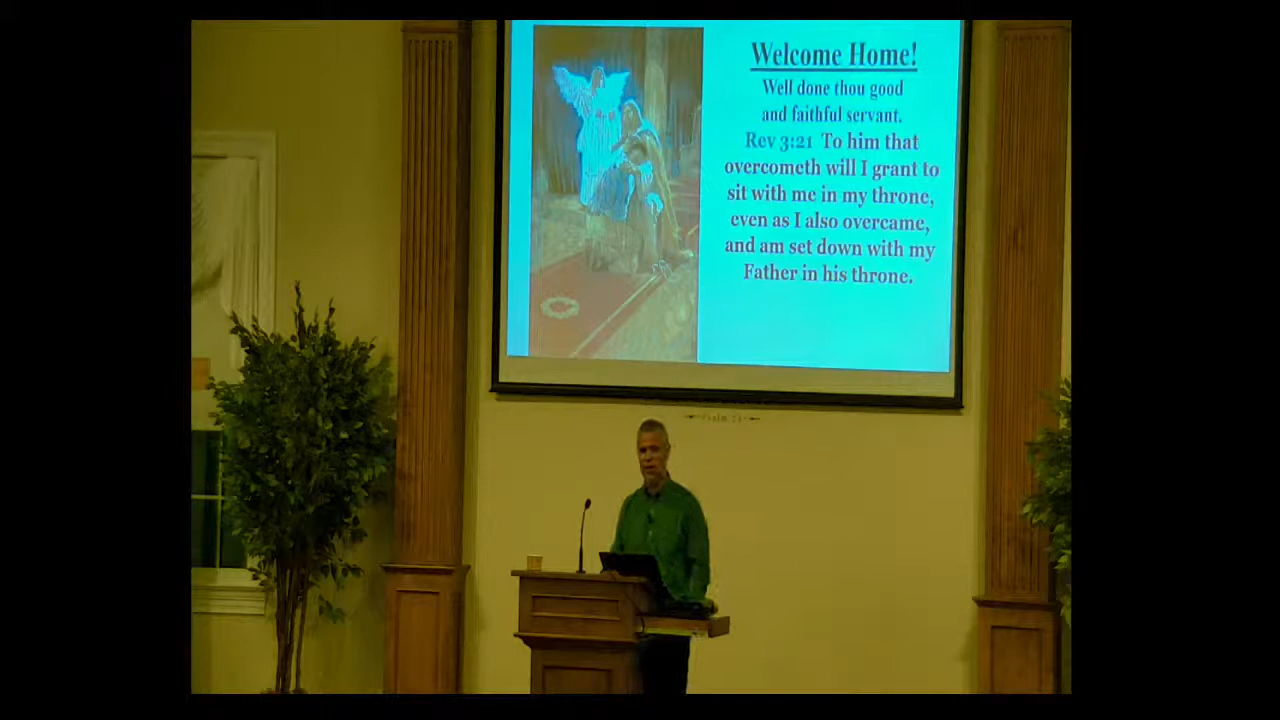 Welcome Home!
Well done thou good
and faithful servant.
Rev 3:21 To him that
overcometh will I grant to
sit with me in my throne,
even as I also overcame,
and am set down with my
Father in his throne.